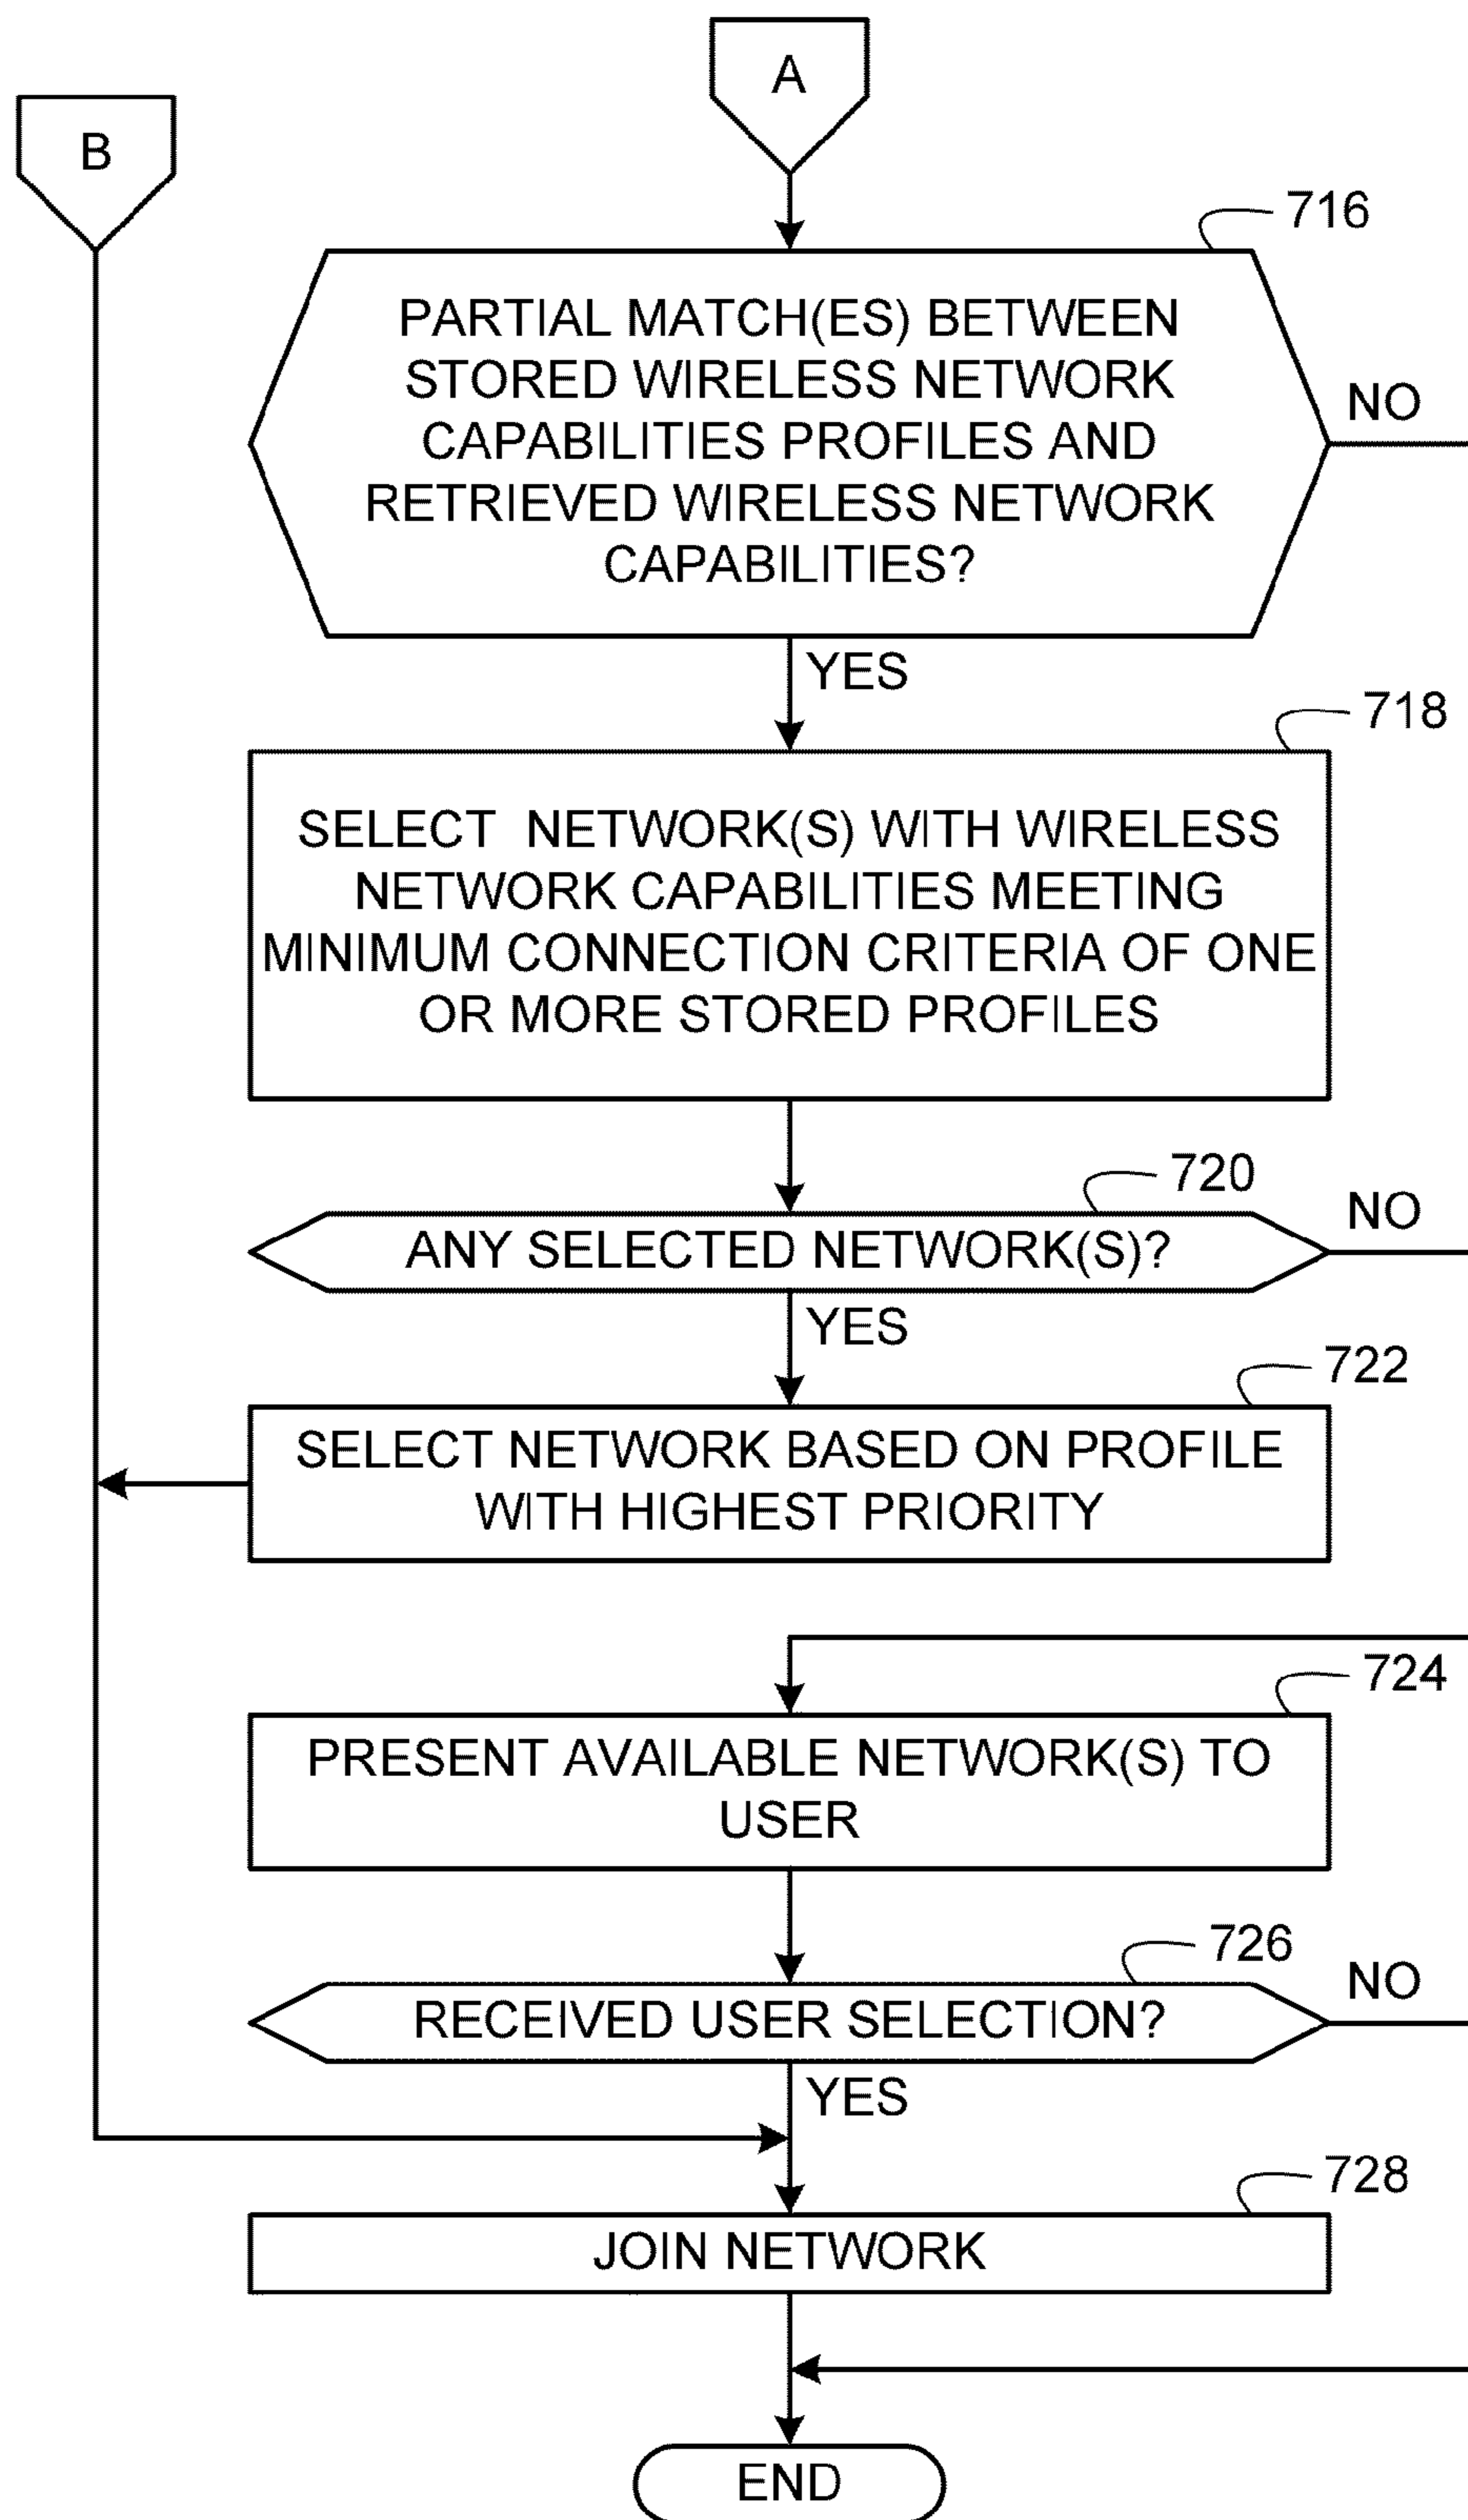 A
B
716
PARTIAL MATCH(ES) BETWEEN
STORED WIRELESS NETWORK
CAPABILITIES PROFILES AND
RETRIEVED WIRELESS NETWORK
CAPABILITIES?
NO
YES
718
SELECT NETWORK(S) WITH WIRELESS
NETWORK CAPABILITIES MEETING
MINIMUM CONNECTION CRITERIA OF ONE
OR MORE STORED PROFILES
720
ANY SELECTED NETWORK(S)?
NO
YES
722
SELECT NETWORK BASED ON PROFILE
WITH HIGHEST PRIORITY
724
PRESENT AVAILABLE NETWORK(S) TO
USER
726
RECEIVED USER SELECTION?
NO
YES
728
JOIN NETWORK
END